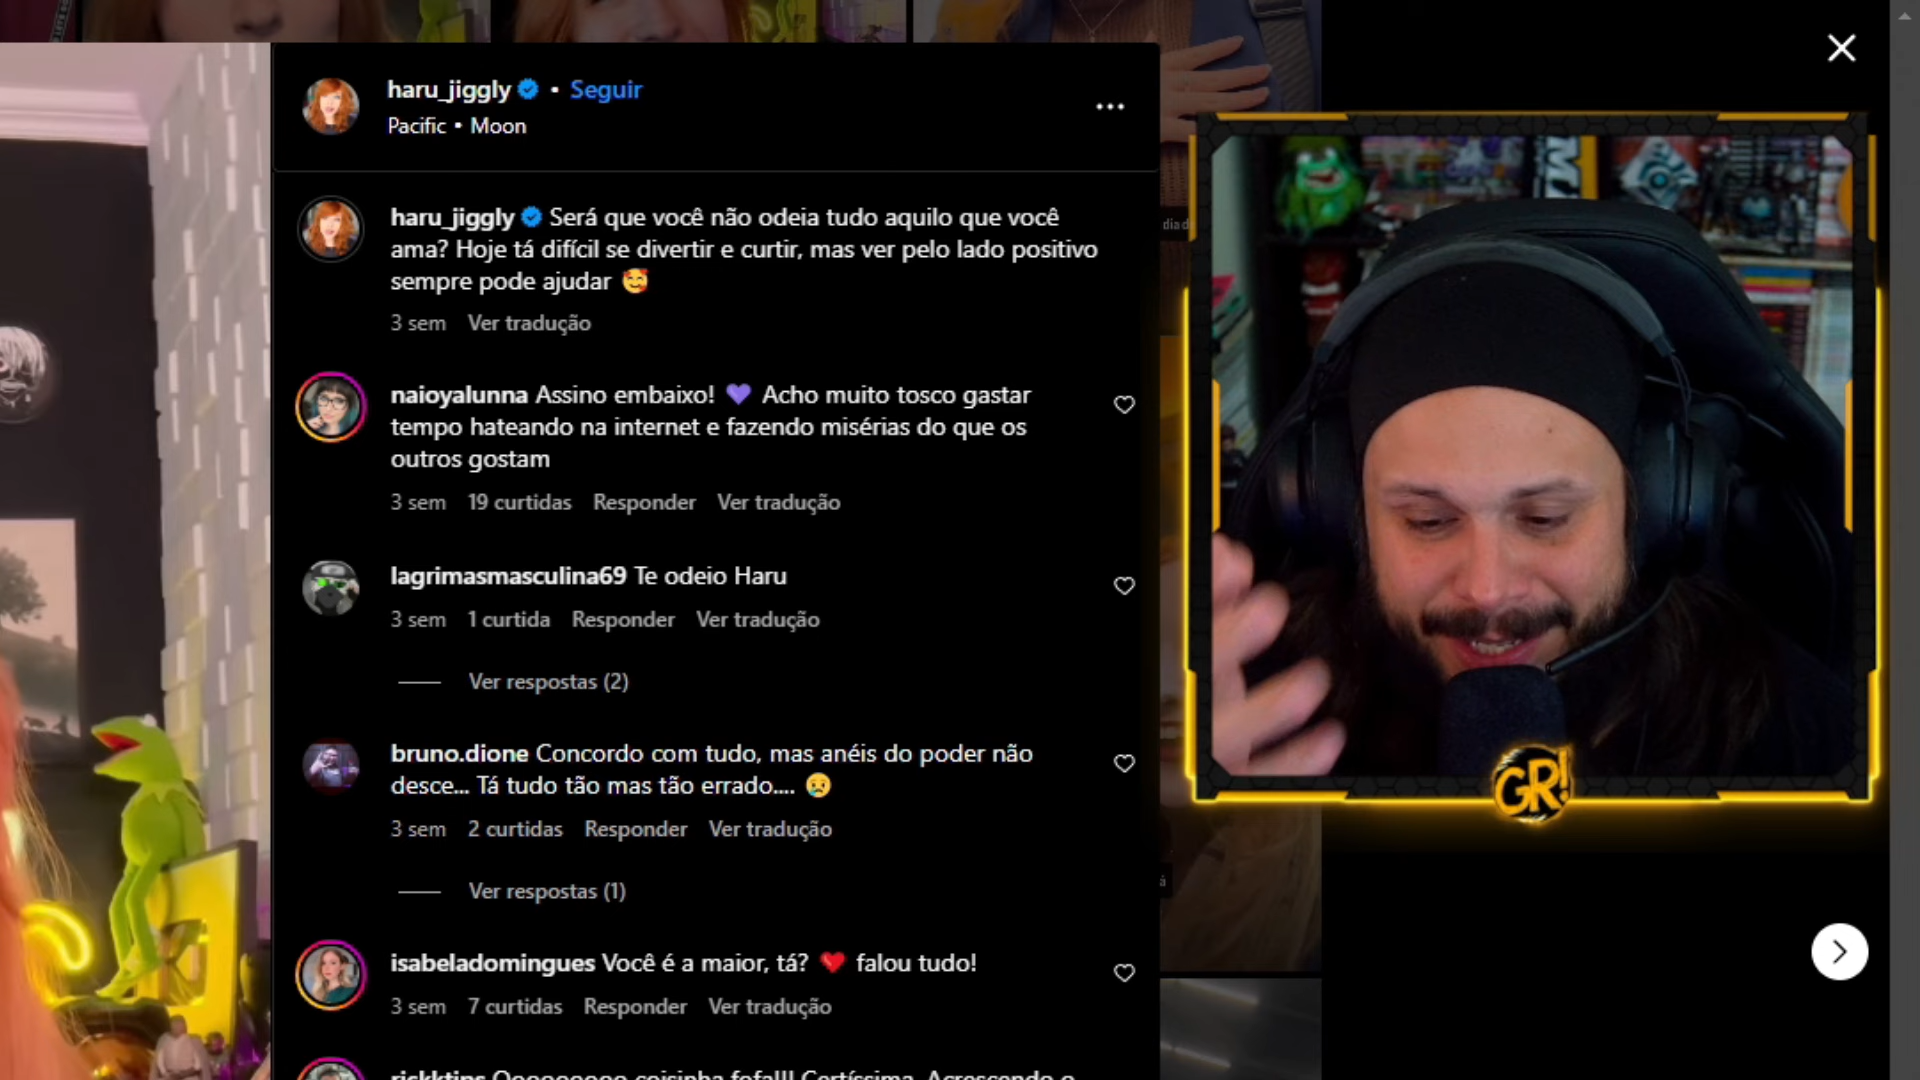 haru_jiggly • Seguir
Pacific • Moon
haru_jiggly Será que você não odeia tudo aquilo que você
ama? Hoje tá difícil se divertir e curtir, mas ver pelo lado positivo
sempre pode ajudar 🥰
3 sem Ver tradução
naioyalunna Assino embaixo! 💜 Acho muito tosco gastar
tempo hateando na internet e fazendo misérias do que os
outros gostam
3 sem 19 curtidas Responder Ver tradução
lagrimasmasculina69 Te odeio Haru
3 sem 1 curtida Responder Ver tradução
Ver respostas (2)
bruno.dione Concordo com tudo, mas anéis do poder não
desce... Tá tudo tão mas tão errado.... 😢
3 sem 2 curtidas Responder Ver tradução
Ver respostas (1)
isabeladomingues Você é a maior, tá? ❤️ falou tudo!
3 sem 7 curtidas Responder Ver tradução
coisinha fofa!!! Certíssima. Acrescendo o
GR!